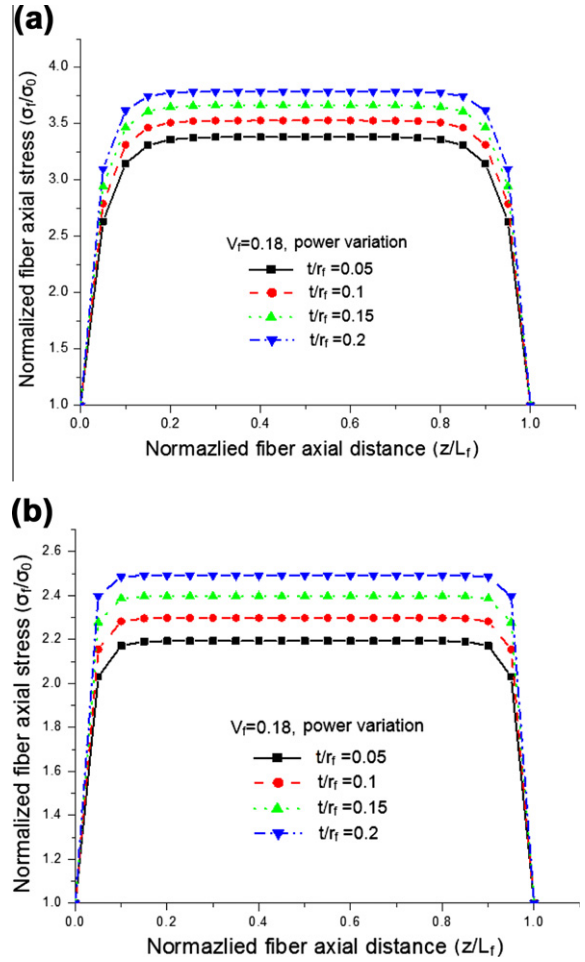 (a)
Normalized fiber axial stress (σf/σ0)
4.0
3.5
3.0
2.5
2.0
1.5
1.0
Vf=0.18, power variation
t/rf =0.05
t/rf =0.1
t/rf =0.15
t/rf =0.2
0.0 0.2 0.4 0.6 0.8 1.0
Normazlied fiber axial distance (z/Lf)
(b)
Normalized fiber axial stress (σf/σ0)
2.6
2.4
2.2
2.0
1.8
1.6
1.4
1.2
1.0
Vf=0.18, power variation
t/rf =0.05
t/rf =0.1
t/rf =0.15
t/rf =0.2
0.0 0.2 0.4 0.6 0.8 1.0
Normazlied fiber axial distance (z/Lf)